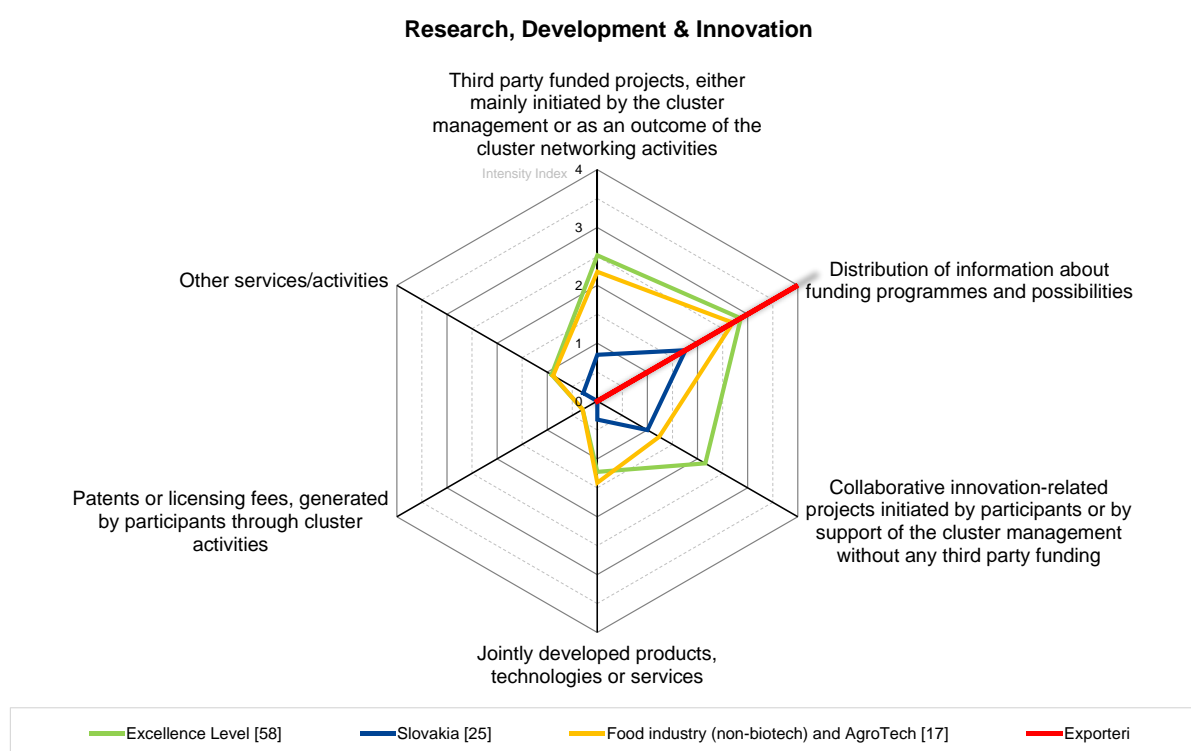 Research, Development & Innovation
Third party funded projects, either
mainly initiated by the cluster
management or as an outcome of the
cluster networking activities
Intensity Index
4
3
2
1
0
Distribution of information about
funding programmes and possibilities
Collaborative innovation-related
projects initiated by participants or by
support of the cluster management
without any third party funding
Jointly developed products,
technologies or services
Patents or licensing fees, generated
by participants through cluster
activities
Other services/activities
Excellence Level [58]
Slovakia [25]
Food industry (non-biotech) and AgroTech [17]
Exporteri